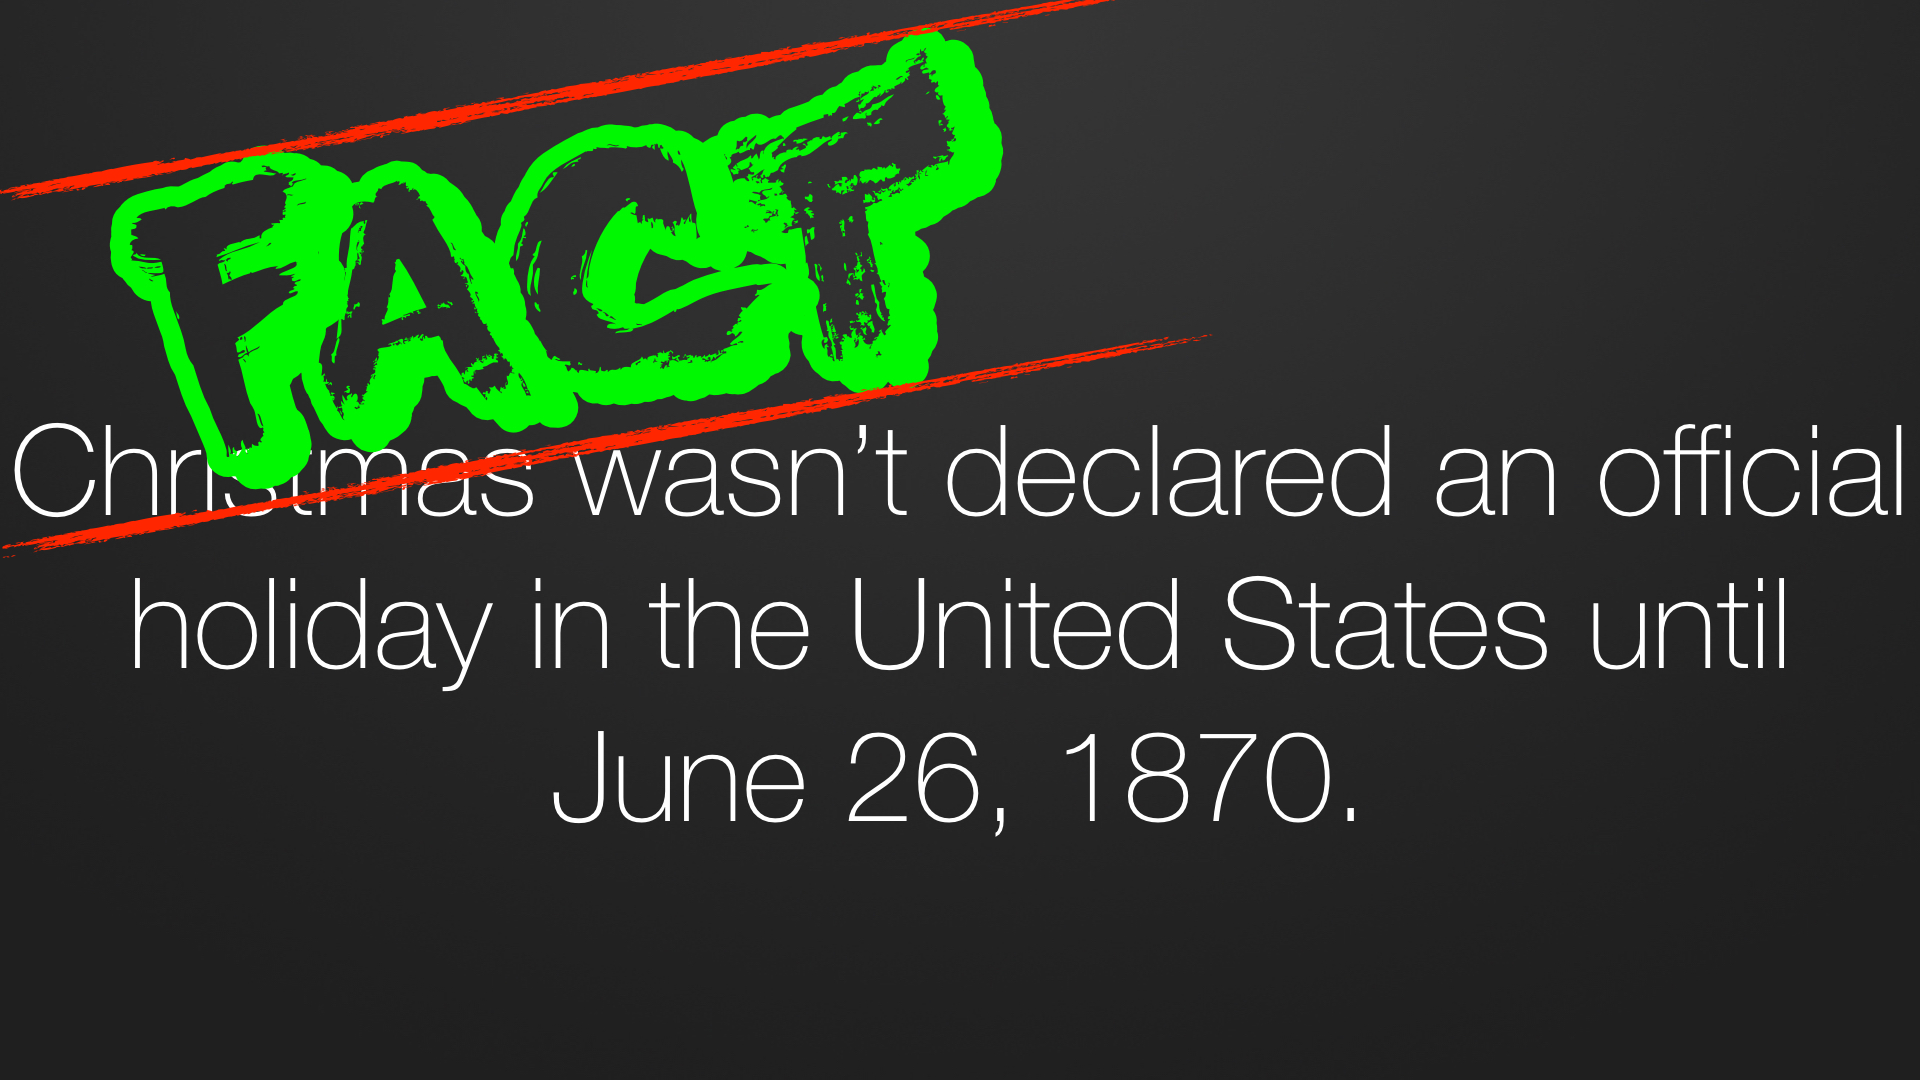 FACT
Christmas wasn’t declared an official
holiday in the United States until
June 26, 1870.